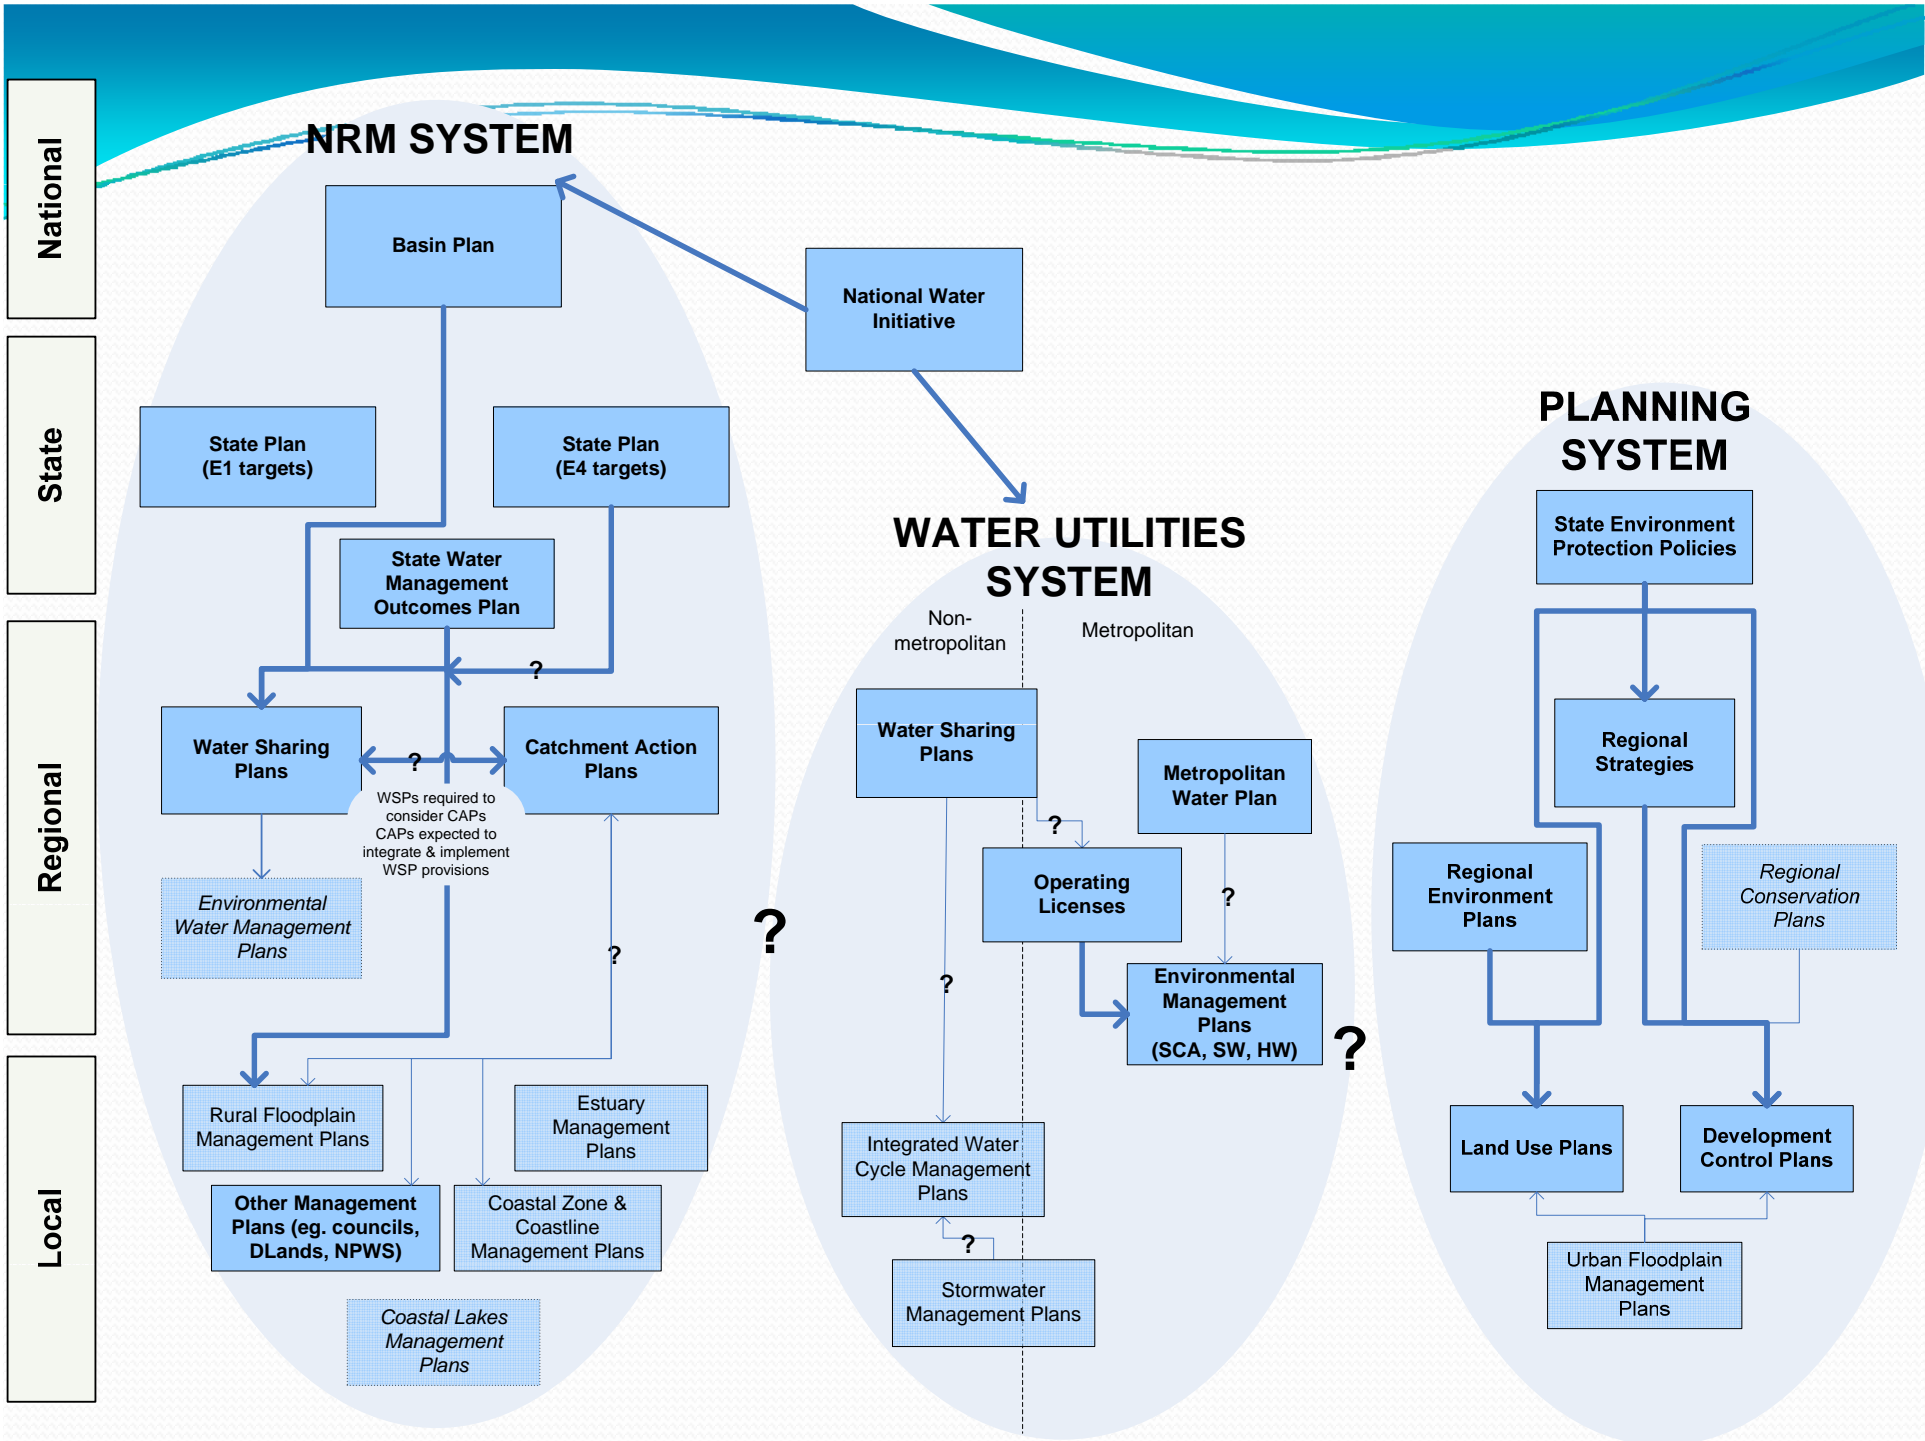 National
State
Regional
Local
NRM SYSTEM
Basin Plan
National Water
Initiative
State Plan
(E1 targets)
State Plan
(E4 targets)
State Water
Management
Outcomes Plan
?
Water Sharing
Plans
?
Catchment Action
Plans
WSPs required to
consider CAPs
CAPs expected to
integrate & implement
WSP provisions
Environmental
Water Management
Plans
?
Rural Floodplain
Management Plans
Estuary
Management
Plans
Other Management
Plans (eg. councils,
DLands, NPWS)
Coastal Zone &
Coastline
Management Plans
Coastal Lakes
Management
Plans
?
WATER UTILITIES
SYSTEM
Non-
metropolitan
Metropolitan
Water Sharing
Plans
Metropolitan
Water Plan
?
Operating
Licenses
?
?
Environmental
Management
Plans
(SCA, SW, HW)
Integrated Water
Cycle Management
Plans
?
Stormwater
Management Plans
?
PLANNING
SYSTEM
State Environment
Protection Policies
Regional
Strategies
Regional
Environment
Plans
Regional
Conservation
Plans
Land Use Plans
Development
Control Plans
Urban Floodplain
Management
Plans